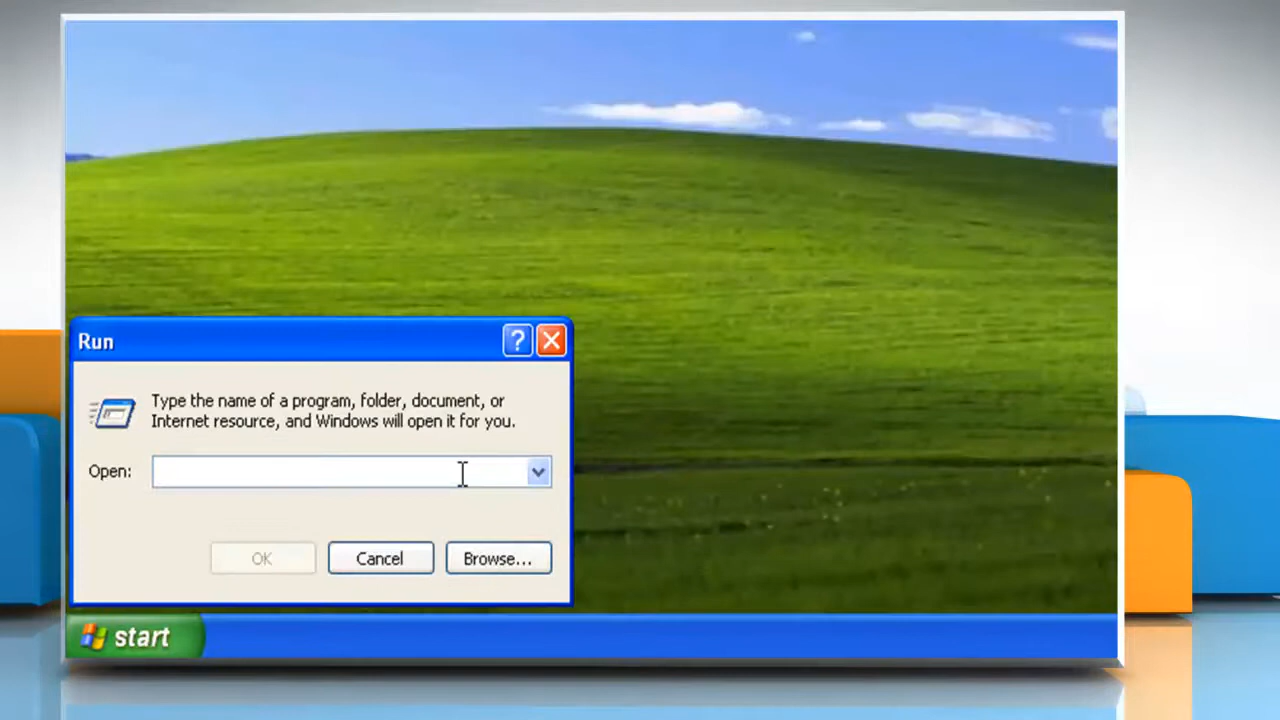 Run
Type the name of a program, folder, document, or
Internet resource, and Windows will open it for you.
Open:
OK
Cancel
Browse...
start